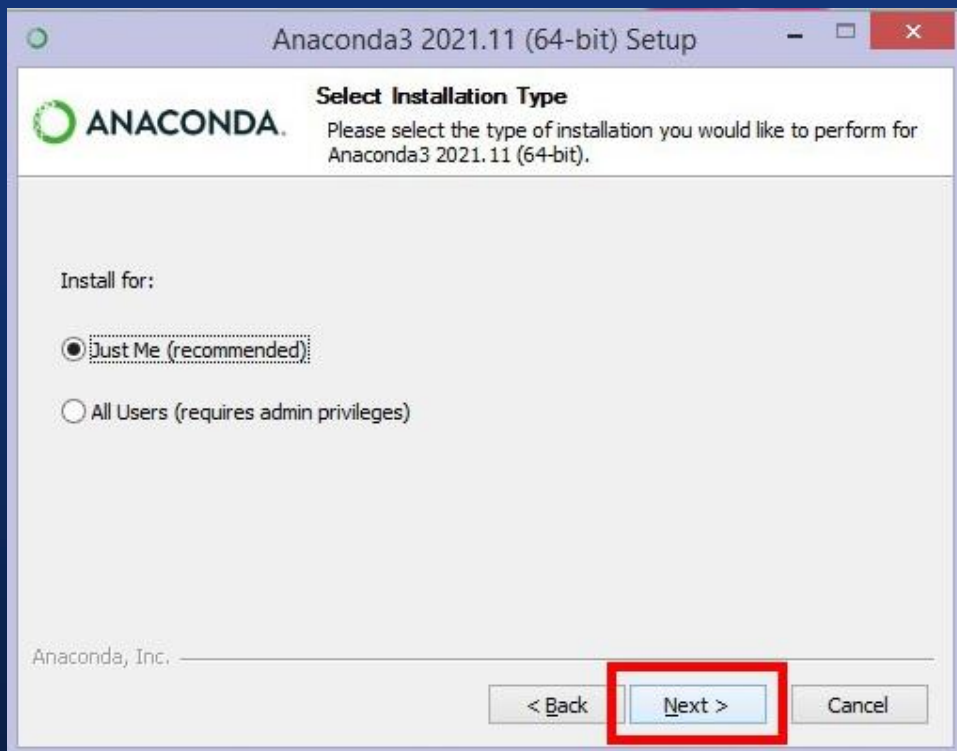 Anaconda3 2021.11 (64-bit) Setup
ANACONDA.
Select Installation Type
Please select the type of installation you would like to perform for
Anaconda3 2021.11 (64-bit).
Install for:
Just Me (recommended)
All Users (requires admin privileges)
Anaconda, Inc.
< Back
Next >
Cancel